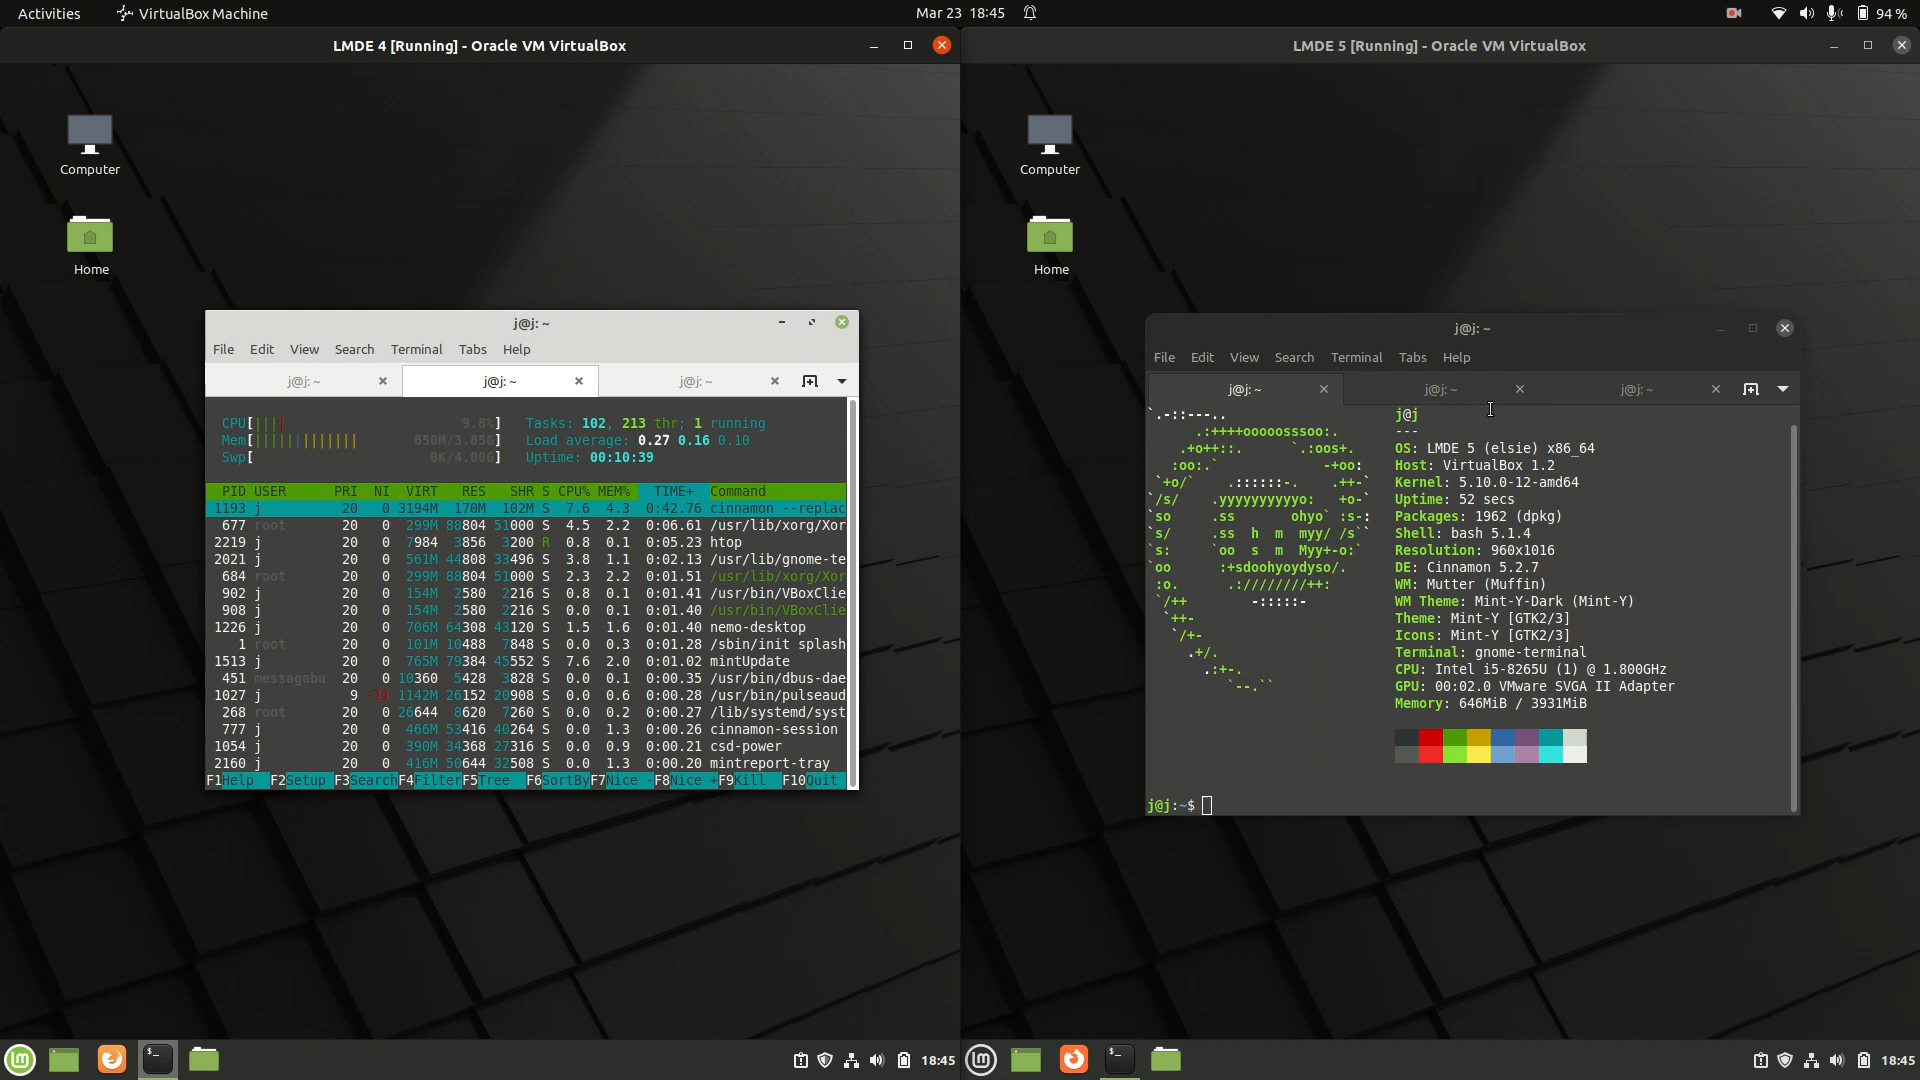 Activities VirtualBox Machine Mar 23 18:45 94 %
LMDE 4 [Running] - Oracle VM VirtualBox
Computer
Home
j@j: ~
File Edit View Search Terminal Tabs Help
j@j: ~ j@j: ~ j@j: ~
CPU[|||| 9.8%] Tasks: 102, 213 thr; 1 running
Mem[||||||||||||| 650M/3.85G] Load average: 0.27 0.16 0.10
Swp[ 0K/4.00G] Uptime: 00:10:39
PID USER PRI NI VIRT RES SHR S CPU% MEM% TIME+ Command
1193 j 20 0 3194M 170M 102M S 7.6 4.3 0:42.76 cinnamon --replac
677 root 20 0 299M 88804 51000 S 4.5 2.2 0:06.61 /usr/lib/xorg/Xor
2219 j 20 0 7984 3856 3200 R 0.8 0.1 0:05.23 htop
2021 j 20 0 561M 44808 33496 S 3.8 1.1 0:02.13 /usr/lib/gnome-te
684 root 20 0 299M 88804 51000 S 2.3 2.2 0:01.51 /usr/lib/xorg/Xor
902 j 20 0 154M 2580 2216 S 0.8 0.1 0:01.41 /usr/bin/VBoxClie
908 j 20 0 154M 2580 2216 S 0.0 0.1 0:01.40 /usr/bin/VBoxClie
1226 j 20 0 706M 64308 43120 S 1.5 1.6 0:01.40 nemo-desktop
1 root 20 0 101M 10488 7848 S 0.0 0.3 0:01.28 /sbin/init splash
1513 j 20 0 765M 79384 45552 S 7.6 2.0 0:01.02 mintUpdate
451 messagebu 20 0 10360 5428 3828 S 0.0 0.1 0:00.35 /usr/bin/dbus-dae
1027 j 9 -11 1142M 26152 20908 S 0.0 0.6 0:00.28 /usr/bin/pulseaud
268 root 20 0 26644 8620 7260 S 0.0 0.2 0:00.27 /lib/systemd/syst
777 j 20 0 466M 53416 40264 S 0.0 1.3 0:00.26 cinnamon-session
1054 j 20 0 390M 34368 27316 S 0.0 0.9 0:00.21 csd-power
2160 j 20 0 416M 50644 32508 S 0.0 1.3 0:00.20 mintreport-tray
F1Help F2Setup F3SearchF4FilterF5Tree F6SortByF7Nice -F8Nice +F9Kill F10Quit
18:45
LMDE 5 [Running] - Oracle VM VirtualBox
Computer
Home
j@j: ~
File Edit View Search Terminal Tabs Help
j@j: ~ j@j: ~ j@j: ~
`.-::---.. j@j
.:++++ooooosssoo:. ---
.+o++::. `.:oos+. OS: LMDE 5 (elsie) x86_64
:oo:.` -+oo: Host: VirtualBox 1.2
`+o/` .::::::-. .++-` Kernel: 5.10.0-12-amd64
`/s/ .yyyyyyyyyyo: +o-` Uptime: 52 secs
`so .ss ohyo` :s-: Packages: 1962 (dpkg)
`s/ .ss h m myy/ /s`` Shell: bash 5.1.4
`s: `oo s m Myy+-o:` Resolution: 960x1016
`oo :+sdoohyoydyso/. DE: Cinnamon 5.2.7
:o. .:////////++: WM: Mutter (Muffin)
`/++ -:::::- WM Theme: Mint-Y-Dark (Mint-Y)
`++- Theme: Mint-Y [GTK2/3]
`/+- Icons: Mint-Y [GTK2/3]
.+/. Terminal: gnome-terminal
.:+-. CPU: Intel i5-8265U (1) @ 1.800GHz
`--.`` GPU: 00:02.0 VMware SVGA II Adapter
Memory: 646MiB / 3931MiB
j@j:~$
18:45